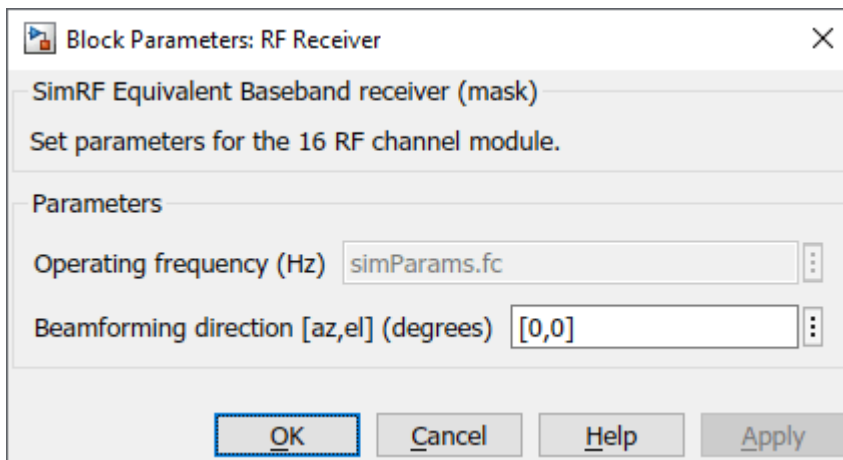 Block Parameters: RF Receiver
SimRF Equivalent Baseband receiver (mask)
Set parameters for the 16 RF channel module.
Parameters
Operating frequency (Hz) simParams.fc
Beamforming direction [az,el] (degrees) [0,0]
OK Cancel Help Apply